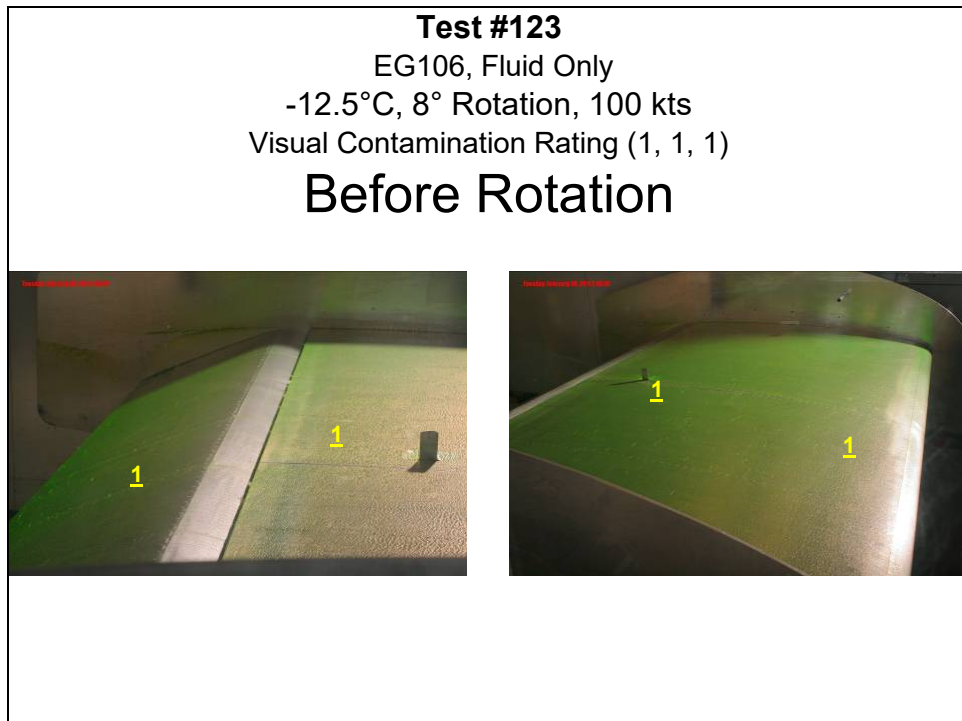 Test #123
EG106, Fluid Only
-12.5°C, 8° Rotation, 100 kts
Visual Contamination Rating (1, 1, 1)
Before Rotation
1
1
1
1